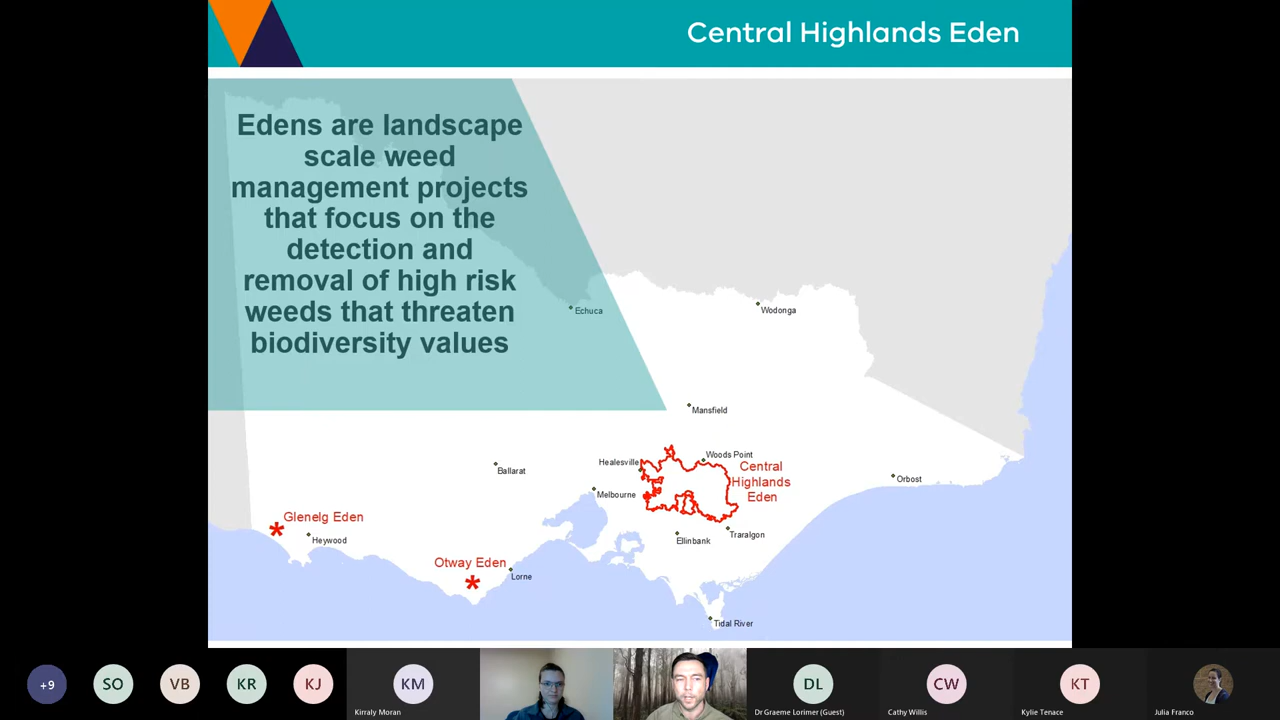 Central Highlands Eden
Edens are landscape
scale weed
management projects
that focus on the
detection and
removal of high risk
weeds that threaten
biodiversity values
Echuca
Wodonga
Mansfield
Woods Point
Healesville
Central
Highlands
Eden
Ballarat
Orbost
Melbourne
Glenelg Eden
Heywood
Traralgon
Ellinbank
Otway Eden
Lorne
Tidal River
+9
SO
VB
KR
KJ
KM
Kirraly Moran
DL
Dr Graeme Lorimer (Guest)
CW
Cathy Willis
KT
Kylie Tenace
Julia Franco